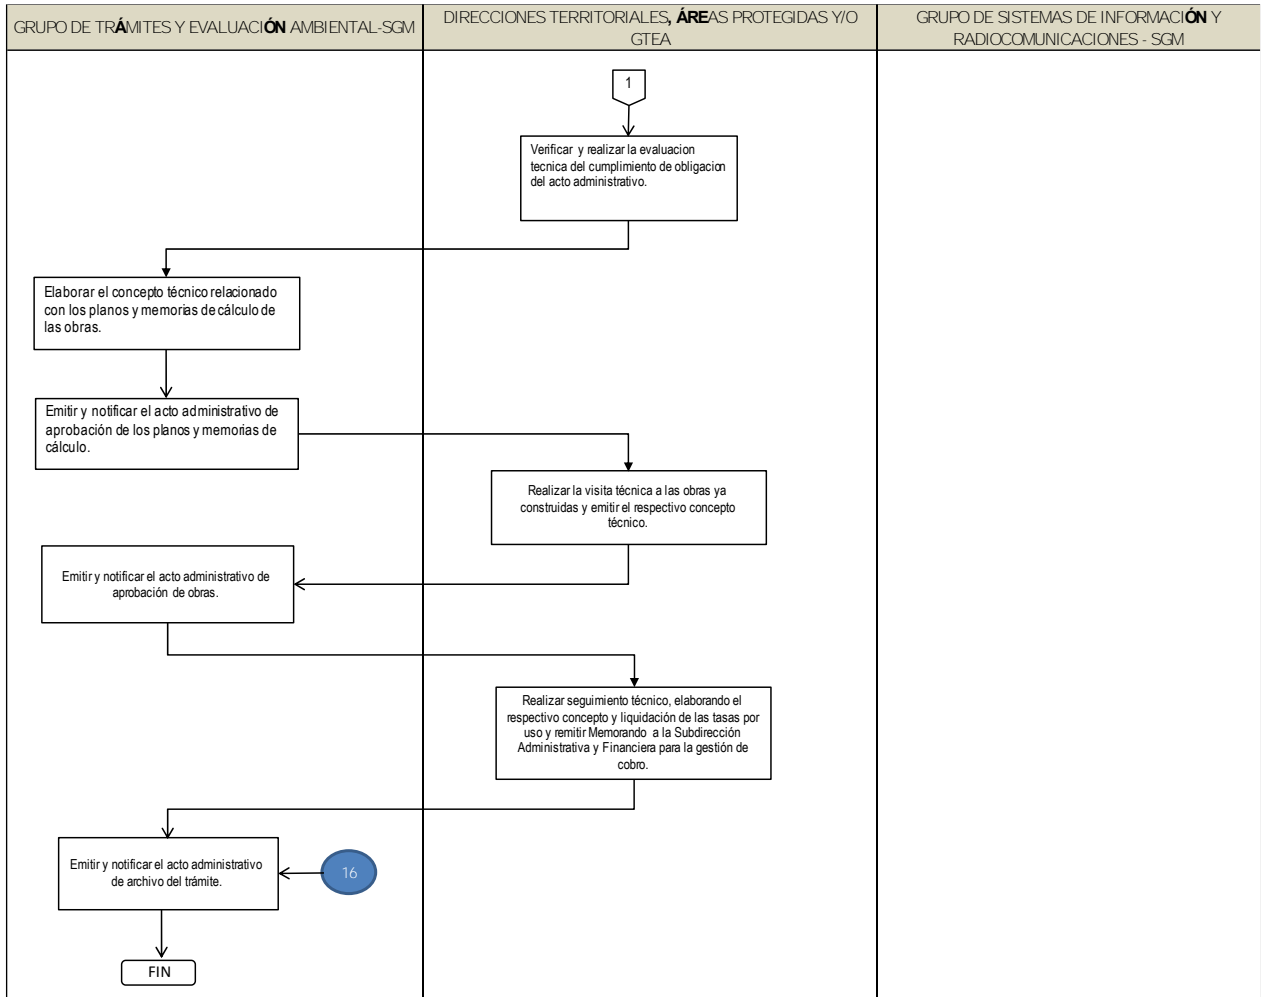 GRUPO DE TRÁMITES Y EVALUACIÓN AMBIENTAL-SGM
DIRECCIONES TERRITORIALES, ÁREAS PROTEGIDAS Y/O
GTEA
GRUPO DE SISTEMAS DE INFORMACIÓN Y
RADIOCOMUNICACIONES - SGM
1
Verificar y realizar la evaluacion
tecnica del cumplimiento de obligacion
del acto administrativo.
Elaborar el concepto técnico relacionado
con los planos y memorias de cálculo de
las obras.
Emitir y notificar el acto administrativo de
aprobación de los planos y memorias de
cálculo.
Realizar la visita técnica a las obras ya
construidas y emitir el respectivo concepto
técnico.
Emitir y notificar el acto administrativo de
aprobación de obras.
Realizar seguimiento técnico, elaborando el
respectivo concepto y liquidación de las tasas por
uso y remitir Memorando a la Subdirección
Administrativa y Financiera para la gestión de
cobro.
Emitir y notificar el acto administrativo
de archivo del trámite.
16
FIN